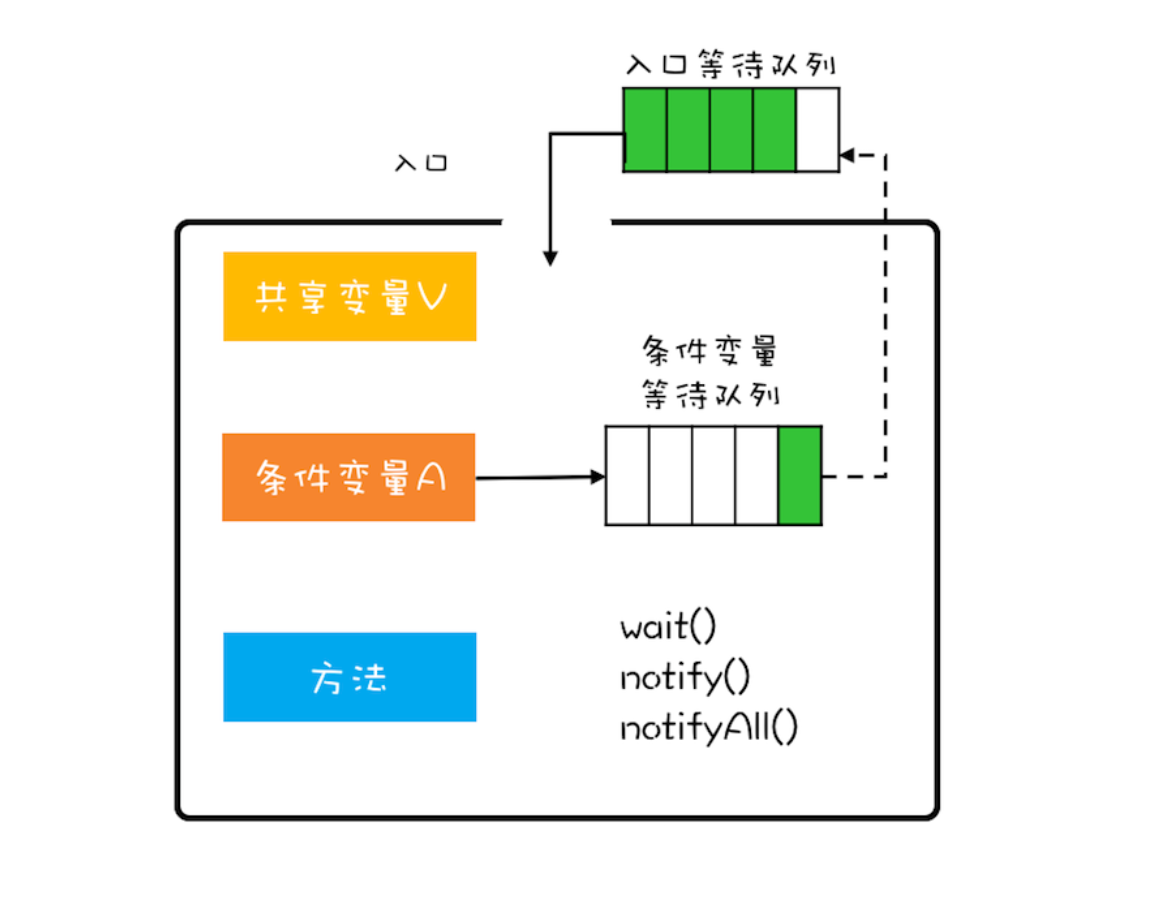 入口等待队列
入口
共享变量V
条件变量
等待队列
条件变量A
wait()
notify()
notifyAll()
方法